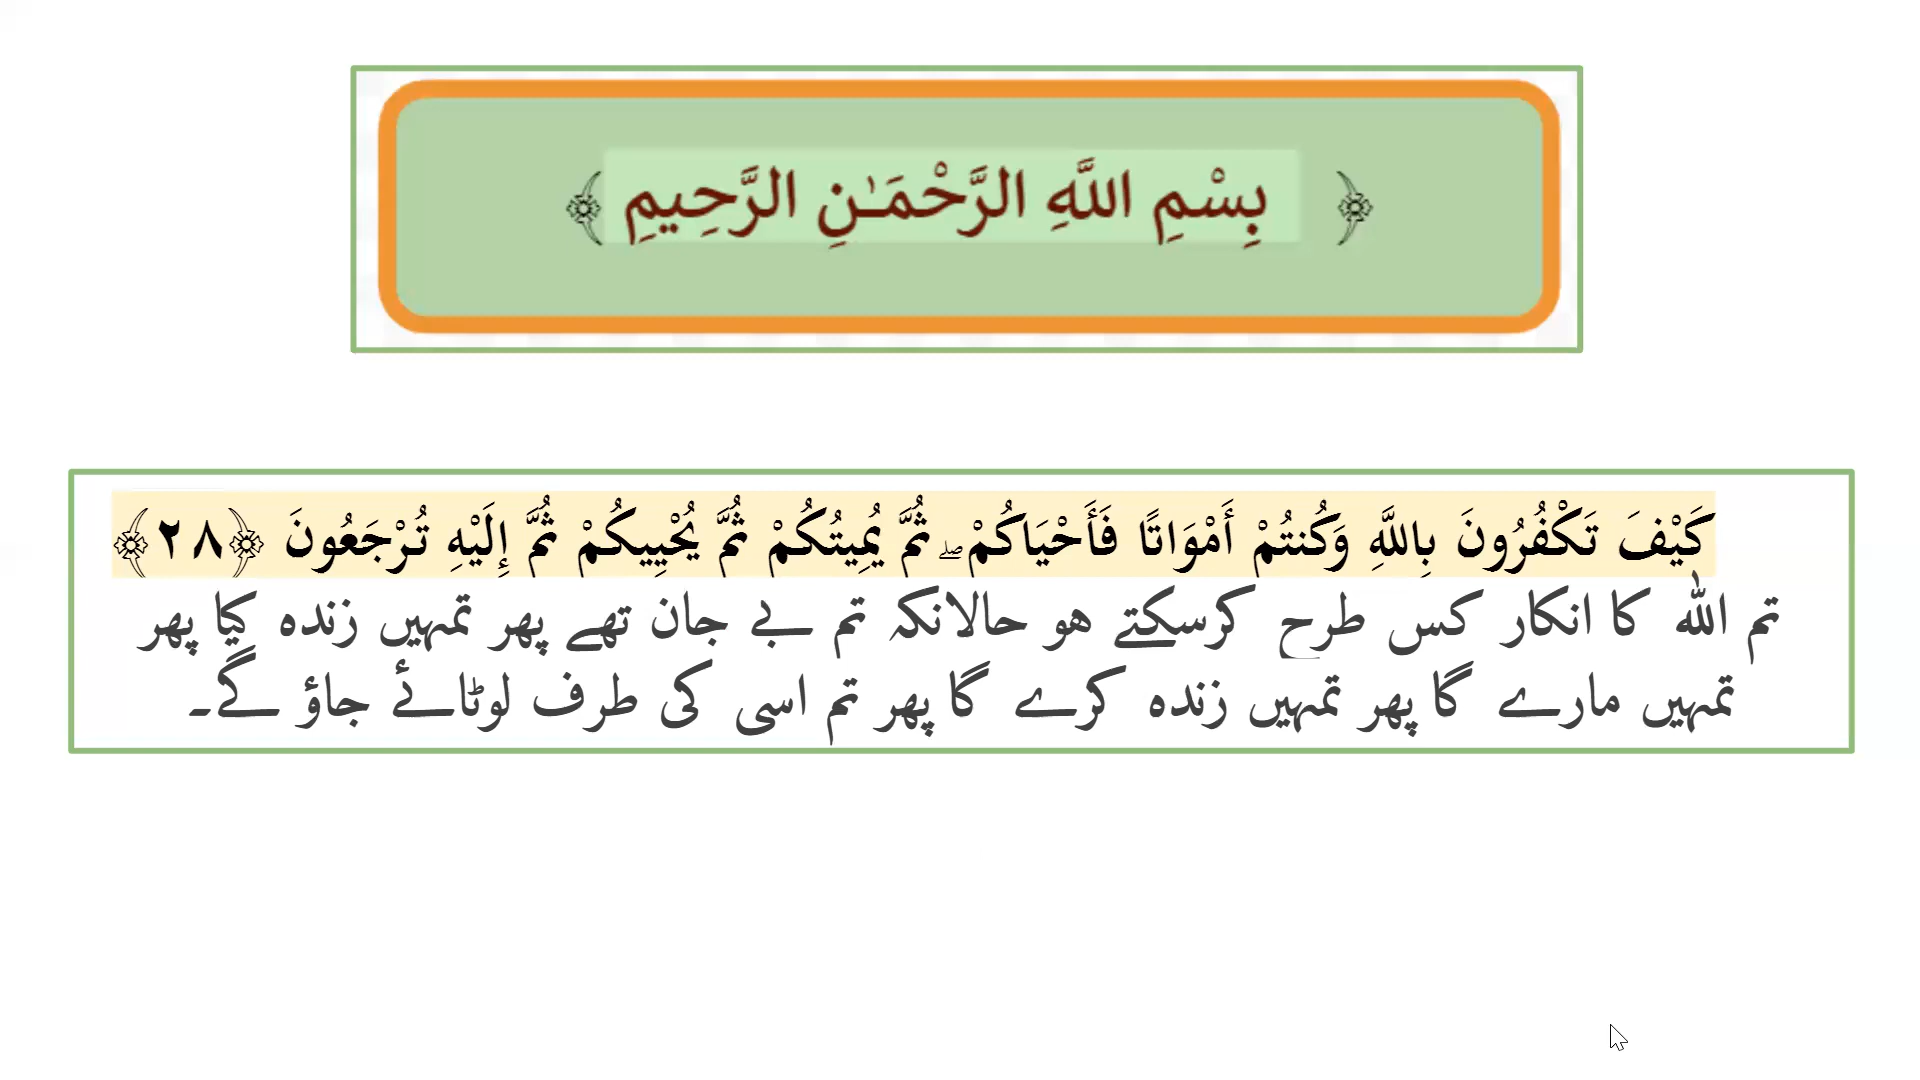 ﴿ بِسْمِ اللَّهِ الرَّحْمَـٰنِ الرَّحِيمِ ﴾
كَيْفَ تَكْفُرُونَ بِاللَّهِ وَكُنتُمْ أَمْوَاتًا فَأَحْيَاكُمْ ۖ ثُمَّ يُمِيتُكُمْ ثُمَّ يُحْيِيكُمْ ثُمَّ إِلَيْهِ تُرْجَعُونَ ﴿٢٨﴾
تم اللہ کا انکار کس طرح کرسکتے ہو حالانکہ تم بے جان تھے پھر تمہیں زندہ کیا پھر
تمہیں مارے گا پھر تمہیں زندہ کرے گا پھر تم اسی کی طرف لوٹائے جاؤ گے۔